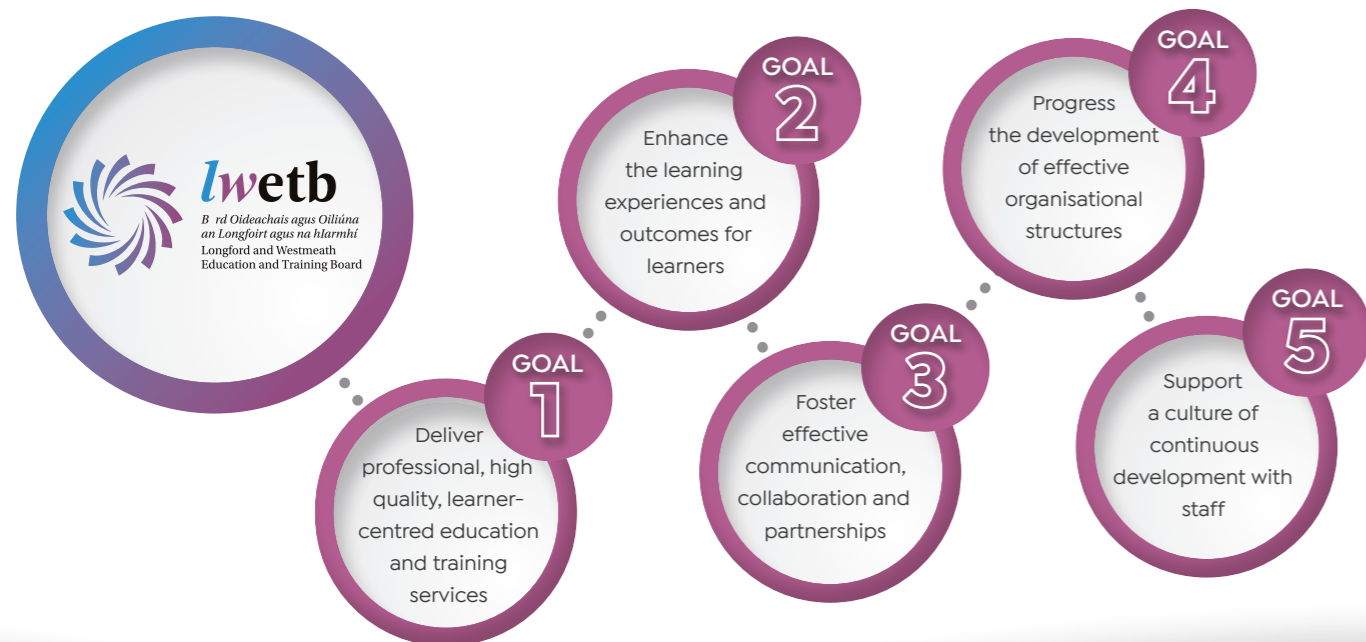 lwetb
B rd Oideachais agus Oiliúna
an Longfoirt agus na hIarmhí
Longford and Westmeath
Education and Training Board
GOAL
1
Deliver
professional, high
quality, learner-
centred education
and training
services
GOAL
2
Enhance
the learning
experiences and
outcomes for
learners
GOAL
3
Foster
effective
communication,
collaboration and
partnerships
GOAL
4
Progress
the development
of effective
organisational
structures
GOAL
5
Support
a culture of
continuous
development with
staff